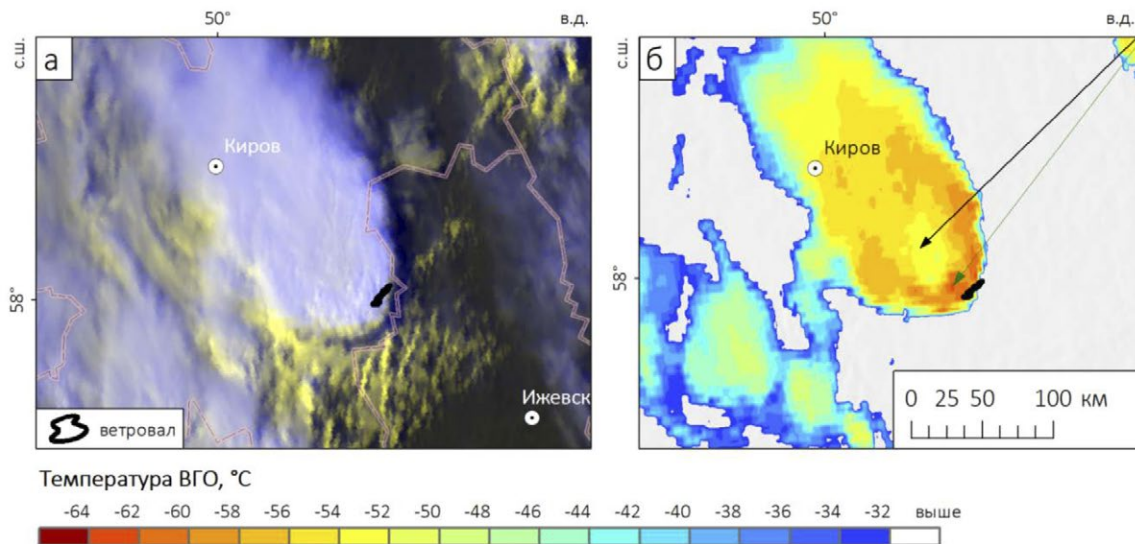 50°
в.д.
50°
в.д.
с.ш.
а
с.ш.
б
Киров
Киров
58°
58°
Ижевск
ветровал
0 25 50 100 км
Температура ВГО, °С
-64 -62 -60 -58 -56 -54 -52 -50 -48 -46 -44 -42 -40 -38 -36 -34 -32 выше